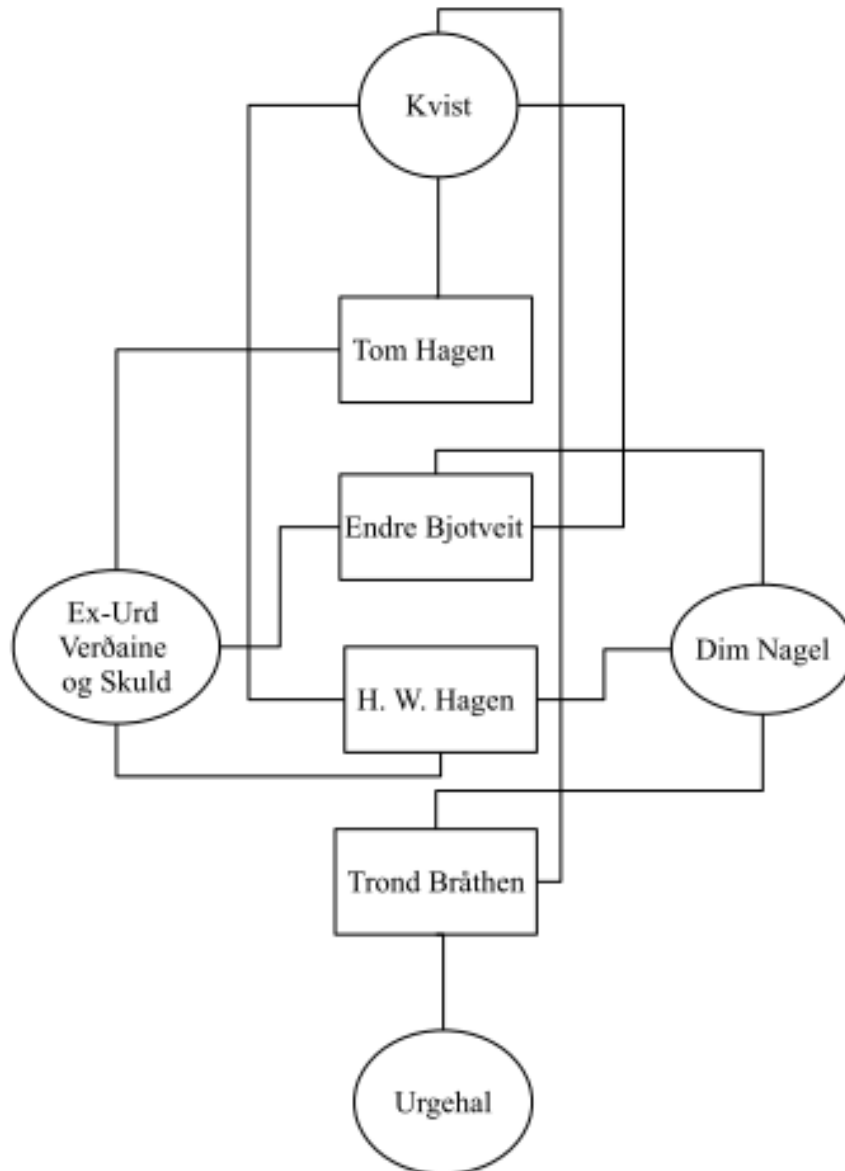 Kvist
Tom Hagen
Endre Bjotveit
Ex-Urd
Verðaine
og Skuld
Dim Nagel
H. W. Hagen
Trond Bråthen
Urgehal